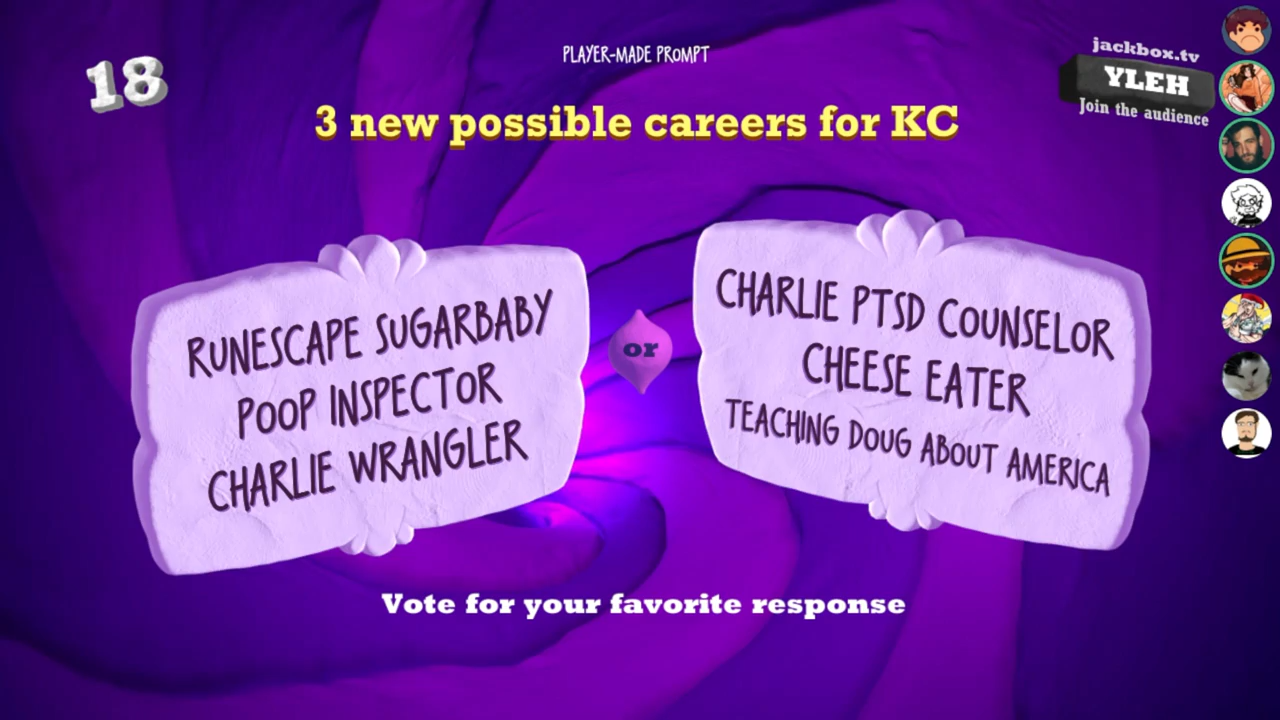 18
PLAYER-MADE PROMPT
3 new possible careers for KC
jackbox.tv
YLEH
Join the audience
RUNESCAPE SUGARBABY
POOP INSPECTOR
CHARLIE WRANGLER
or
CHARLIE PTSD COUNSELOR
CHEESE EATER
TEACHING DOUG ABOUT AMERICA
Vote for your favorite response